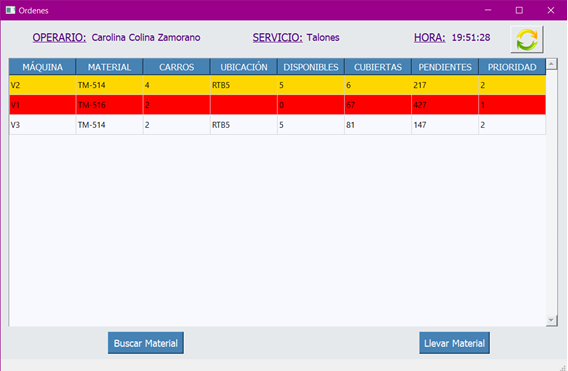 Ordenes
OPERARIO: Carolina Colina Zamorano SERVICIO: Talones HORA: 19:51:28
MÁQUINA MATERIAL CARROS UBICACIÓN DISPONIBLES CUBIERTAS PENDIENTES PRIORIDAD
V2 TM-514 4 RTB5 5 6 217 2
V1 TM-516 2 0 67 427 1
V3 TM-514 2 RTB5 5 81 147 2
Buscar Material Llevar Material